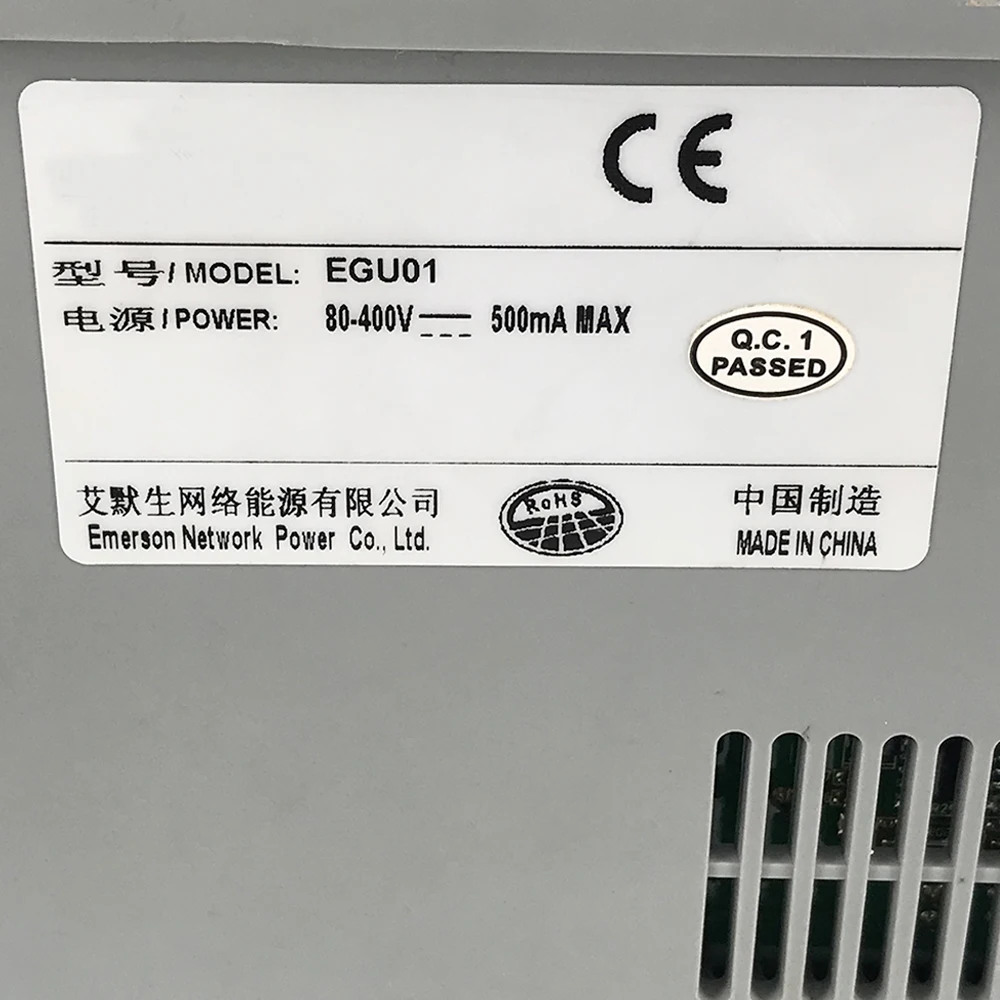 CE
型号/MODEL: EGU01
电源/POWER: 80-400V 500mA MAX
Q.C. 1
PASSED
艾默生网络能源有限公司
Emerson Network Power Co., Ltd.
RoHS
中国制造
MADE IN CHINA